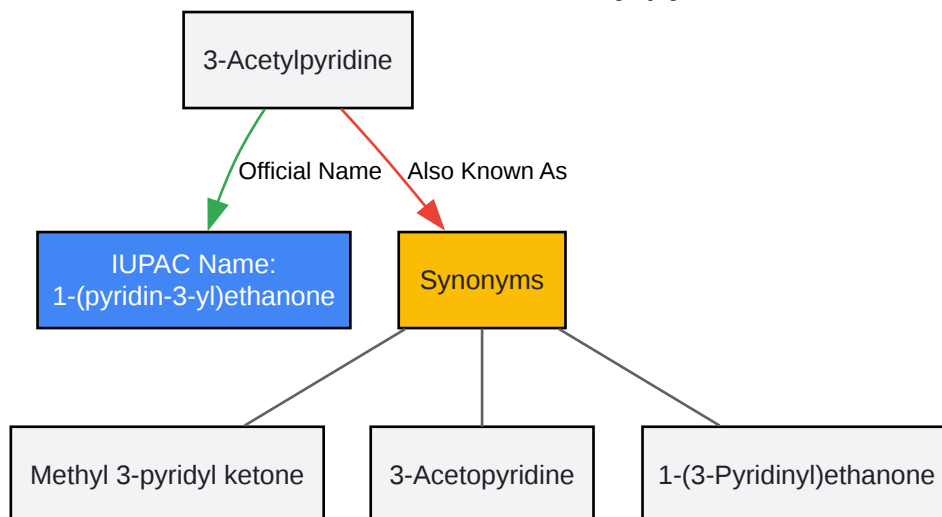 3-Acetylpyridine
Official Name
Also Known As
IUPAC Name:
1-(pyridin-3-yl)ethanone
Synonyms
Methyl 3-pyridyl ketone
3-Acetopyridine
1-(3-Pyridinyl)ethanone